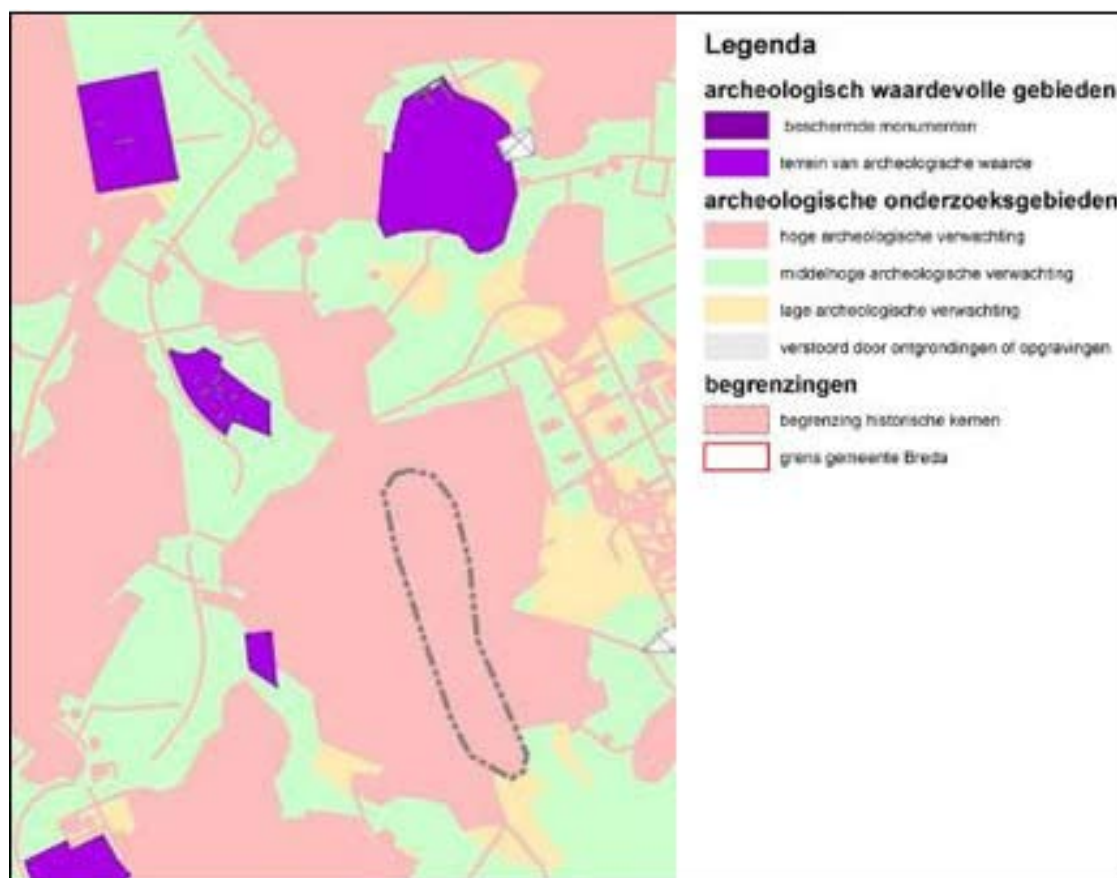 Legenda
archeologisch waardevolle gebieden
beschermde monumenten
terrein van archeologische waarde
archeologische onderzoeksgebieden
hoge archeologische verwachting
middelhoge archeologische verwachting
lage archeologische verwachting
verstoord door ontgrondingen of opgravingen
begrenzingen
begrenzing historische kernen
grens gemeente Breda